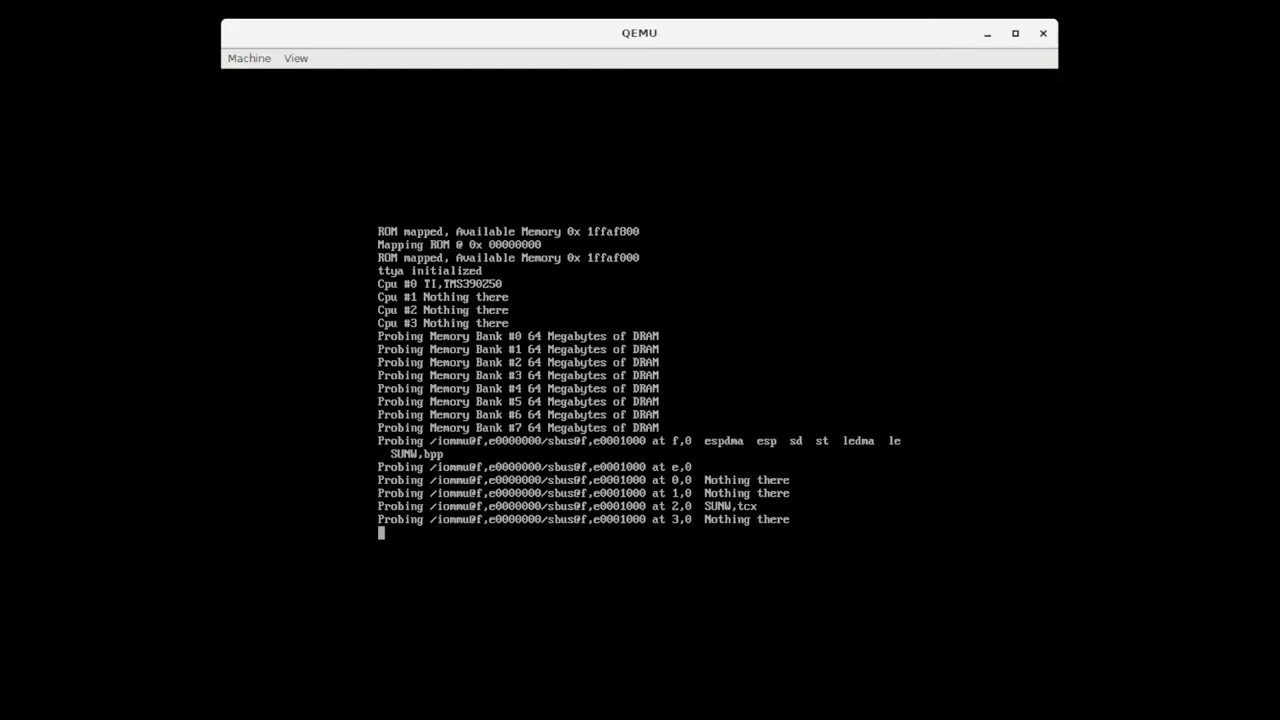 QEMU
Machine View
ROM mapped, Available Memory 0x 1ffaf800
Mapping ROM @ 0x 00000000
ROM mapped, Available Memory 0x 1ffaf000
ttya initialized
Cpu #0 TI,TMS390Z50
Cpu #1 Nothing there
Cpu #2 Nothing there
Cpu #3 Nothing there
Probing Memory Bank #0 64 Megabytes of DRAM
Probing Memory Bank #1 64 Megabytes of DRAM
Probing Memory Bank #2 64 Megabytes of DRAM
Probing Memory Bank #3 64 Megabytes of DRAM
Probing Memory Bank #4 64 Megabytes of DRAM
Probing Memory Bank #5 64 Megabytes of DRAM
Probing Memory Bank #6 64 Megabytes of DRAM
Probing Memory Bank #7 64 Megabytes of DRAM
Probing /iommu@f,e0000000/sbus@f,e0001000 at f,0 espdma esp sd st ledma le
SUNW,bpp
Probing /iommu@f,e0000000/sbus@f,e0001000 at e,0
Probing /iommu@f,e0000000/sbus@f,e0001000 at 0,0 Nothing there
Probing /iommu@f,e0000000/sbus@f,e0001000 at 1,0 Nothing there
Probing /iommu@f,e0000000/sbus@f,e0001000 at 2,0 SUNW,tcx
Probing /iommu@f,e0000000/sbus@f,e0001000 at 3,0 Nothing there